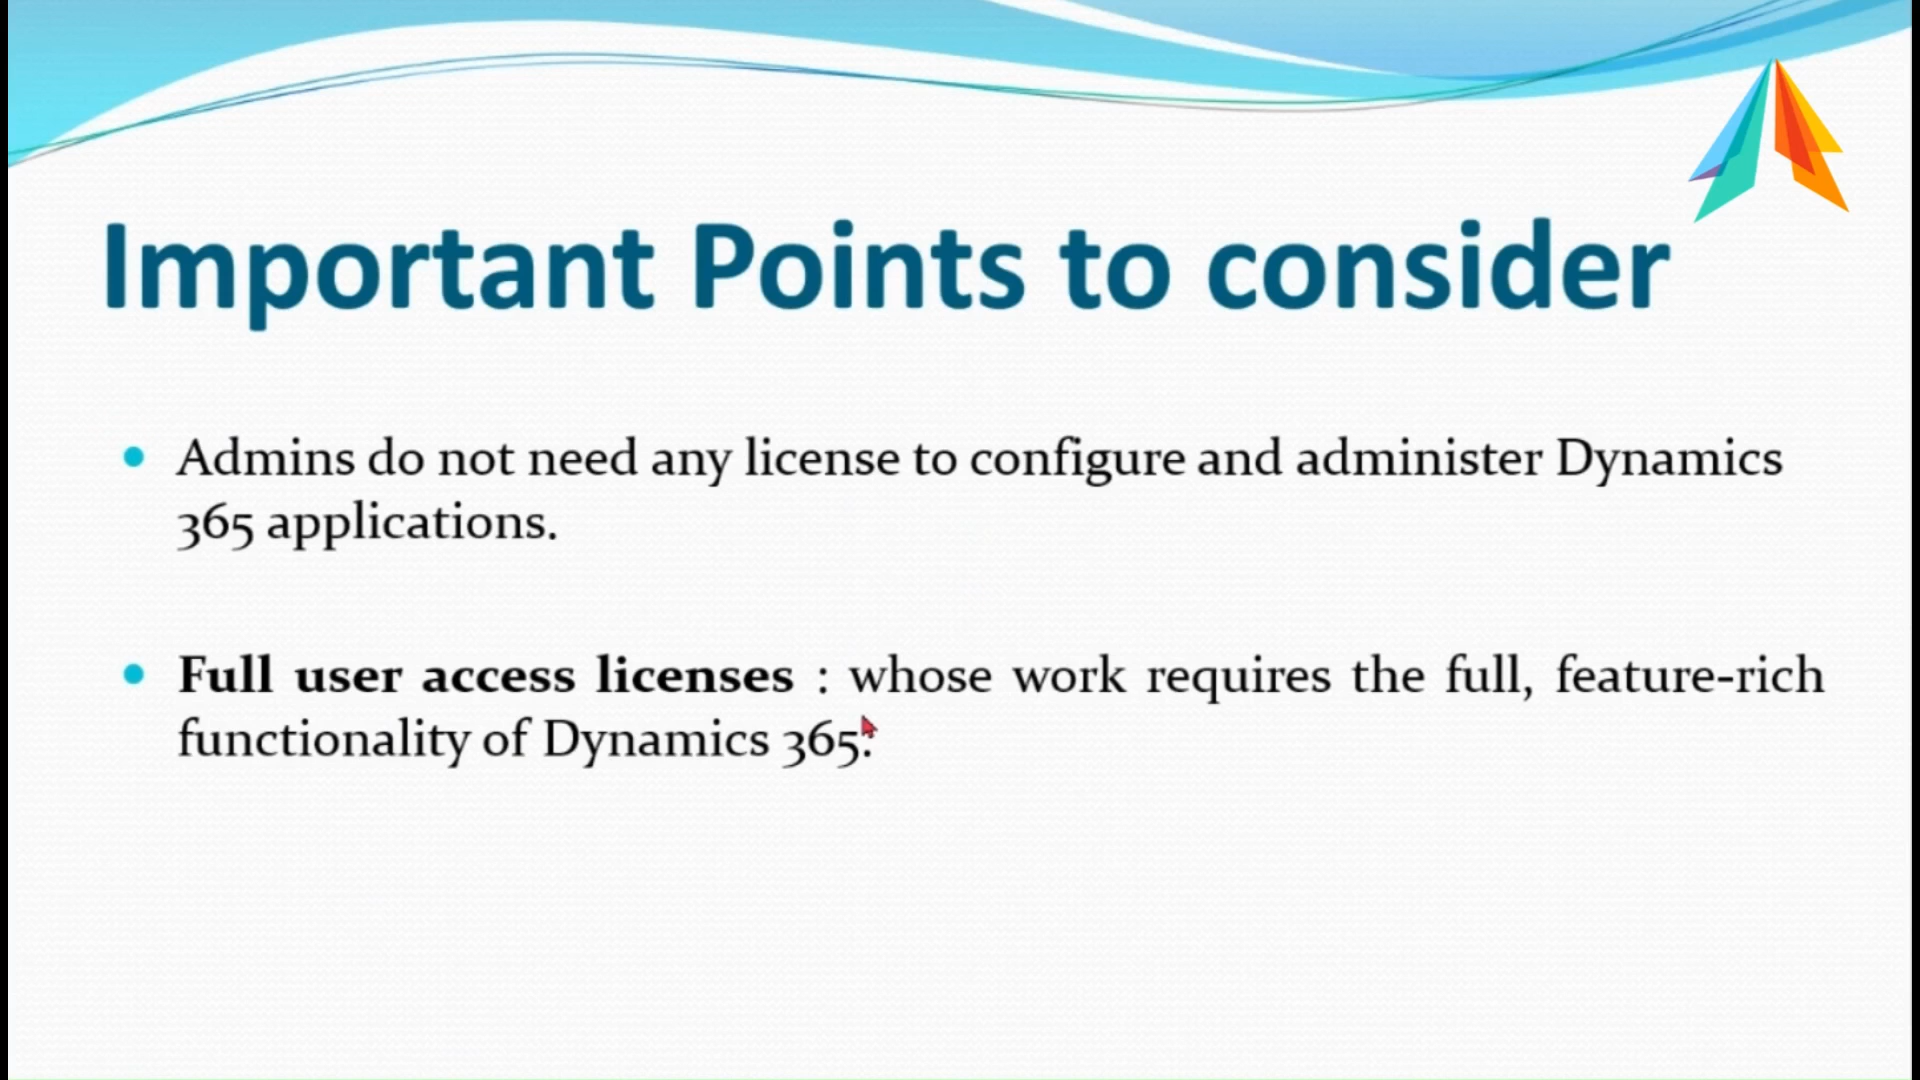 Important Points to consider
Admins do not need any license to configure and administer Dynamics
365 applications.
Full user access licenses : whose work requires the full, feature-rich
functionality of Dynamics 365.